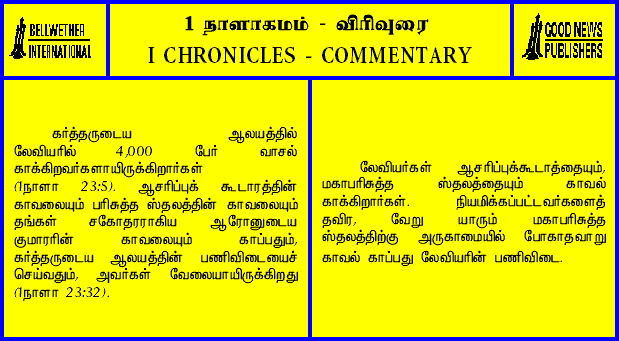 BELLWETHER
INTERNATIONAL
1 நாளாகமம் - விரிவுரை
I CHRONICLES - COMMENTARY
GOOD NEWS
PUBLISHERS
கர்த்தருடைய ஆலயத்தில்
லேவியரில் 4,000 பேர் வாசல்
காக்கிறவர்களாயிருக்கிறார்கள்
(1நாளா 23:5). ஆசரிப்புக் கூடாரத்தின்
காவலையும் பரிசுத்த ஸ்தலத்தின் காவலையும்
தங்கள் சகோதரராகிய ஆரோனுடைய
குமாரரின் காவலையும் காப்பதும்,
கர்த்தருடைய ஆலயத்தின் பணிவிடையைச்
செய்வதும், அவர்கள் வேலையாயிருக்கிறது
(1நாளா 23:32).
லேவியர்கள் ஆசரிப்புக்கூடாத்தையும்,
மகாபரிசுத்த ஸ்தலத்தையும் காவல்
காக்கிறார்கள். நியமிக்கப்பட்டவர்களைத்
தவிர, வேறு யாரும் மகாபரிசுத்த
ஸ்தலத்திற்கு அருகாமையில் போகாதவாறு
காவல் காப்பது லேவியரின் பணிவிடை.